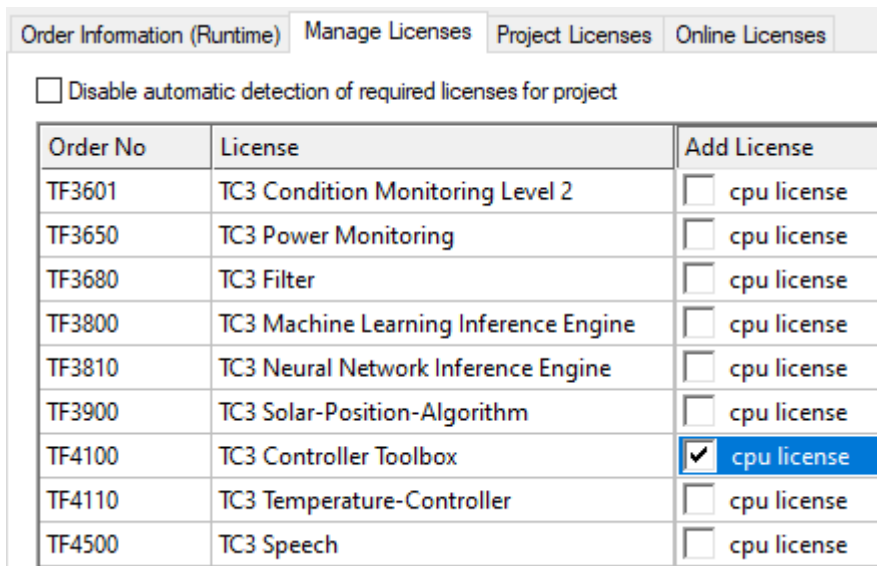 Order Information (Runtime) Manage Licenses Project Licenses Online Licenses
Disable automatic detection of required licenses for project
Order No License Add License
TF3601 TC3 Condition Monitoring Level 2 cpu license
TF3650 TC3 Power Monitoring cpu license
TF3680 TC3 Filter cpu license
TF3800 TC3 Machine Learning Inference Engine cpu license
TF3810 TC3 Neural Network Inference Engine cpu license
TF3900 TC3 Solar-Position-Algorithm cpu license
TF4100 TC3 Controller Toolbox cpu license
TF4110 TC3 Temperature-Controller cpu license
TF4500 TC3 Speech cpu license